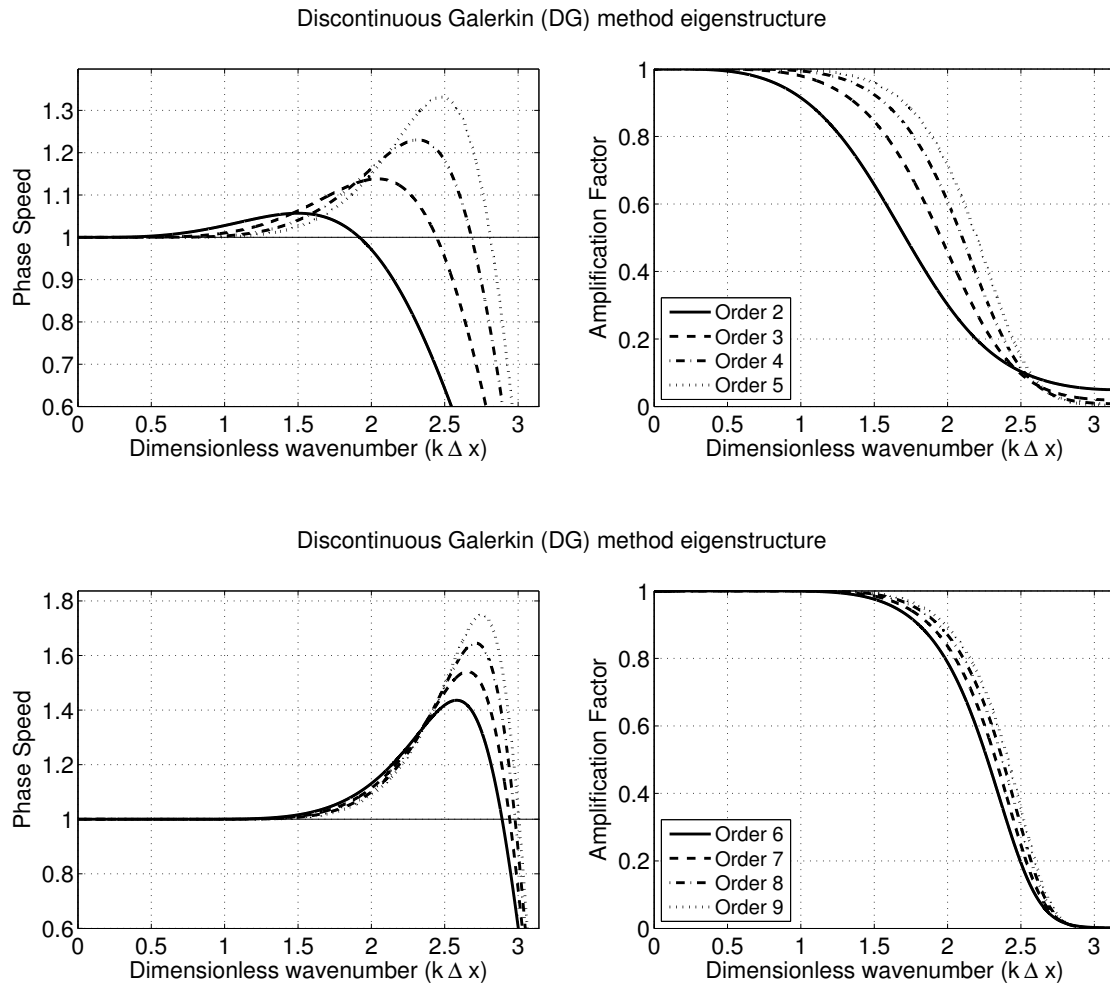 Discontinuous Galerkin (DG) method eigenstructure
Phase Speed
1.3
1.2
1.1
1
0.9
0.8
0.7
0.6
0 0.5 1 1.5 2 2.5 3
Dimensionless wavenumber (k Δ x)
Amplification Factor
1
0.8
0.6
0.4
0.2
0
Order 2
Order 3
Order 4
Order 5
0 0.5 1 1.5 2 2.5 3
Dimensionless wavenumber (k Δ x)
Discontinuous Galerkin (DG) method eigenstructure
Phase Speed
1.8
1.6
1.4
1.2
1
0.8
0.6
0 0.5 1 1.5 2 2.5 3
Dimensionless wavenumber (k Δ x)
Amplification Factor
1
0.8
0.6
0.4
0.2
0
Order 6
Order 7
Order 8
Order 9
0 0.5 1 1.5 2 2.5 3
Dimensionless wavenumber (k Δ x)